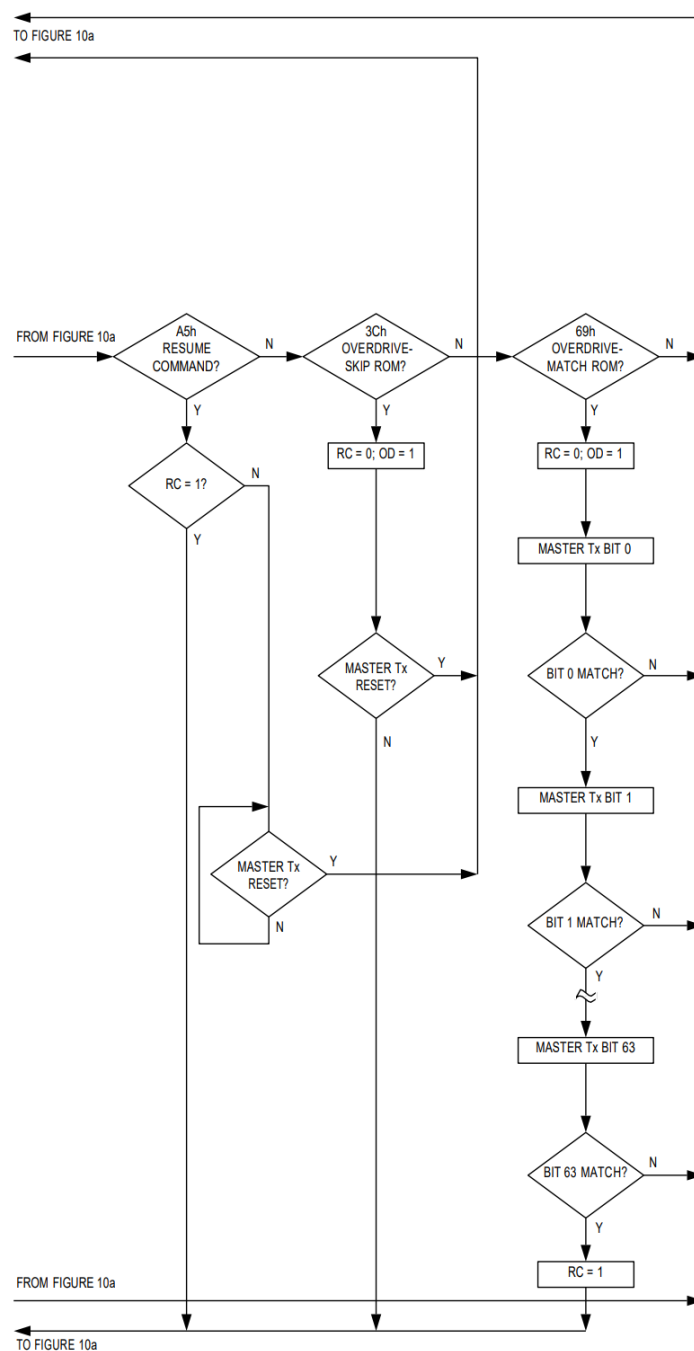 TO FIGURE 10a
FROM FIGURE 10a
A5h
RESUME
COMMAND?
N
3Ch
OVERDRIVE-
SKIP ROM?
N
69h
OVERDRIVE-
MATCH ROM?
N
Y
Y
Y
RC = 1?
N
Y
RC = 0; OD = 1
RC = 0; OD = 1
MASTER Tx BIT 0
MASTER Tx
RESET?
Y
N
BIT 0 MATCH?
N
Y
MASTER Tx BIT 1
MASTER Tx
RESET?
Y
N
BIT 1 MATCH?
N
Y
MASTER Tx BIT 63
BIT 63 MATCH?
N
Y
RC = 1
FROM FIGURE 10a
TO FIGURE 10a